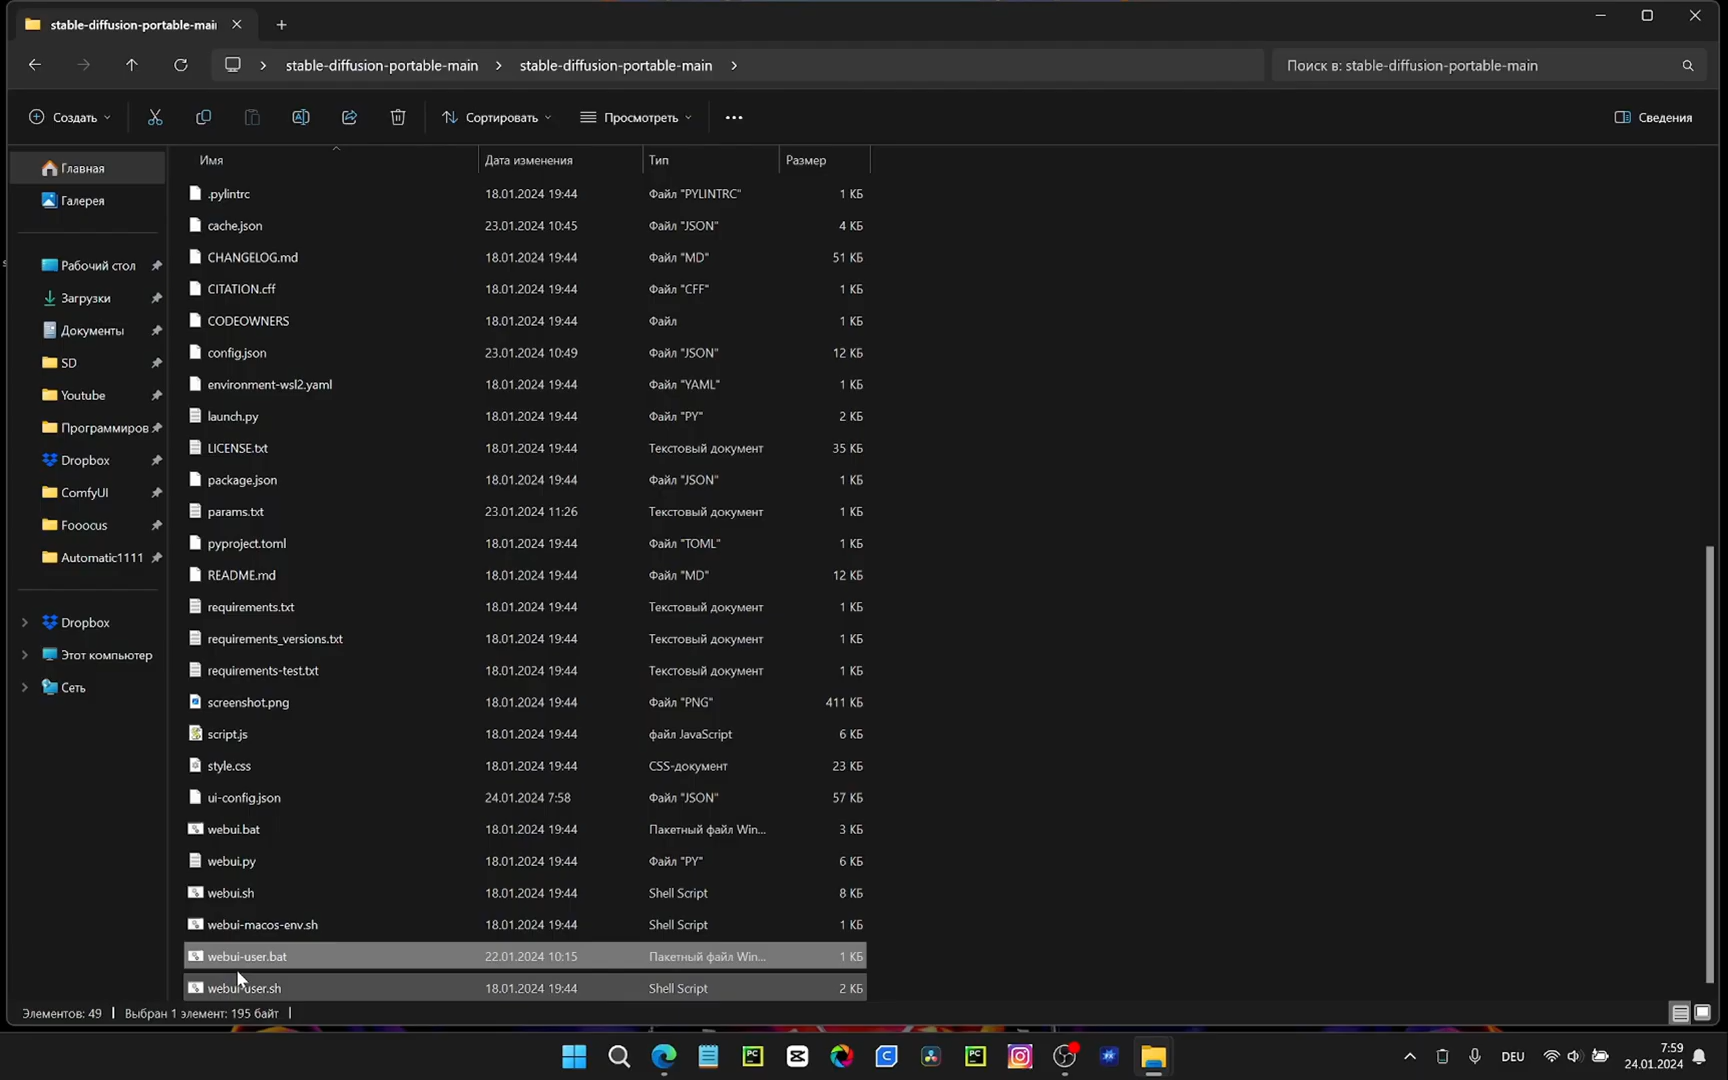 stable-diffusion-portable-mair
stable-diffusion-portable-main
stable-diffusion-portable-main
Поиск в: stable-diffusion-portable-main
Создать
Сортировать
Просмотреть
Сведения
Имя
Дата изменения
Тип
Размер
Главная
Галерея
Рабочий стол
Загрузки
Документы
SD
Youtube
Программиров
Dropbox
ComfyUI
Fooocus
Automatic1111
Dropbox
Этот компьютер
Сеть
.pylintrc 18.01.2024 19:44 Файл "PYLINTRC" 1 КБ
cache.json 23.01.2024 10:45 Файл "JSON" 4 КБ
CHANGELOG.md 18.01.2024 19:44 Файл "MD" 51 КБ
CITATION.cff 18.01.2024 19:44 Файл "CFF" 1 КБ
CODEOWNERS 18.01.2024 19:44 Файл 1 КБ
config.json 23.01.2024 10:49 Файл "JSON" 12 КБ
environment-wsl2.yaml 18.01.2024 19:44 Файл "YAML" 1 КБ
launch.py 18.01.2024 19:44 Файл "PY" 2 КБ
LICENSE.txt 18.01.2024 19:44 Текстовый документ 35 КБ
package.json 18.01.2024 19:44 Файл "JSON" 1 КБ
params.txt 23.01.2024 11:26 Текстовый документ 1 КБ
pyproject.toml 18.01.2024 19:44 Файл "TOML" 1 КБ
README.md 18.01.2024 19:44 Файл "MD" 12 КБ
requirements.txt 18.01.2024 19:44 Текстовый документ 1 КБ
requirements_versions.txt 18.01.2024 19:44 Текстовый документ 1 КБ
requirements-test.txt 18.01.2024 19:44 Текстовый документ 1 КБ
screenshot.png 18.01.2024 19:44 Файл "PNG" 411 КБ
script.js 18.01.2024 19:44 файл JavaScript 6 КБ
style.css 18.01.2024 19:44 CSS-документ 23 КБ
ui-config.json 24.01.2024 7:58 Файл "JSON" 57 КБ
webui.bat 18.01.2024 19:44 Пакетный файл Win... 3 КБ
webui.py 18.01.2024 19:44 Файл "PY" 6 КБ
webui.sh 18.01.2024 19:44 Shell Script 8 КБ
webui-macos-env.sh 18.01.2024 19:44 Shell Script 1 КБ
webui-user.bat 22.01.2024 10:15 Пакетный файл Win... 1 КБ
webui-user.sh 18.01.2024 19:44 Shell Script 2 КБ
Элементов: 49
Выбран 1 элемент: 195 байт
PC
PC
DEU
7:59
24.01.2024